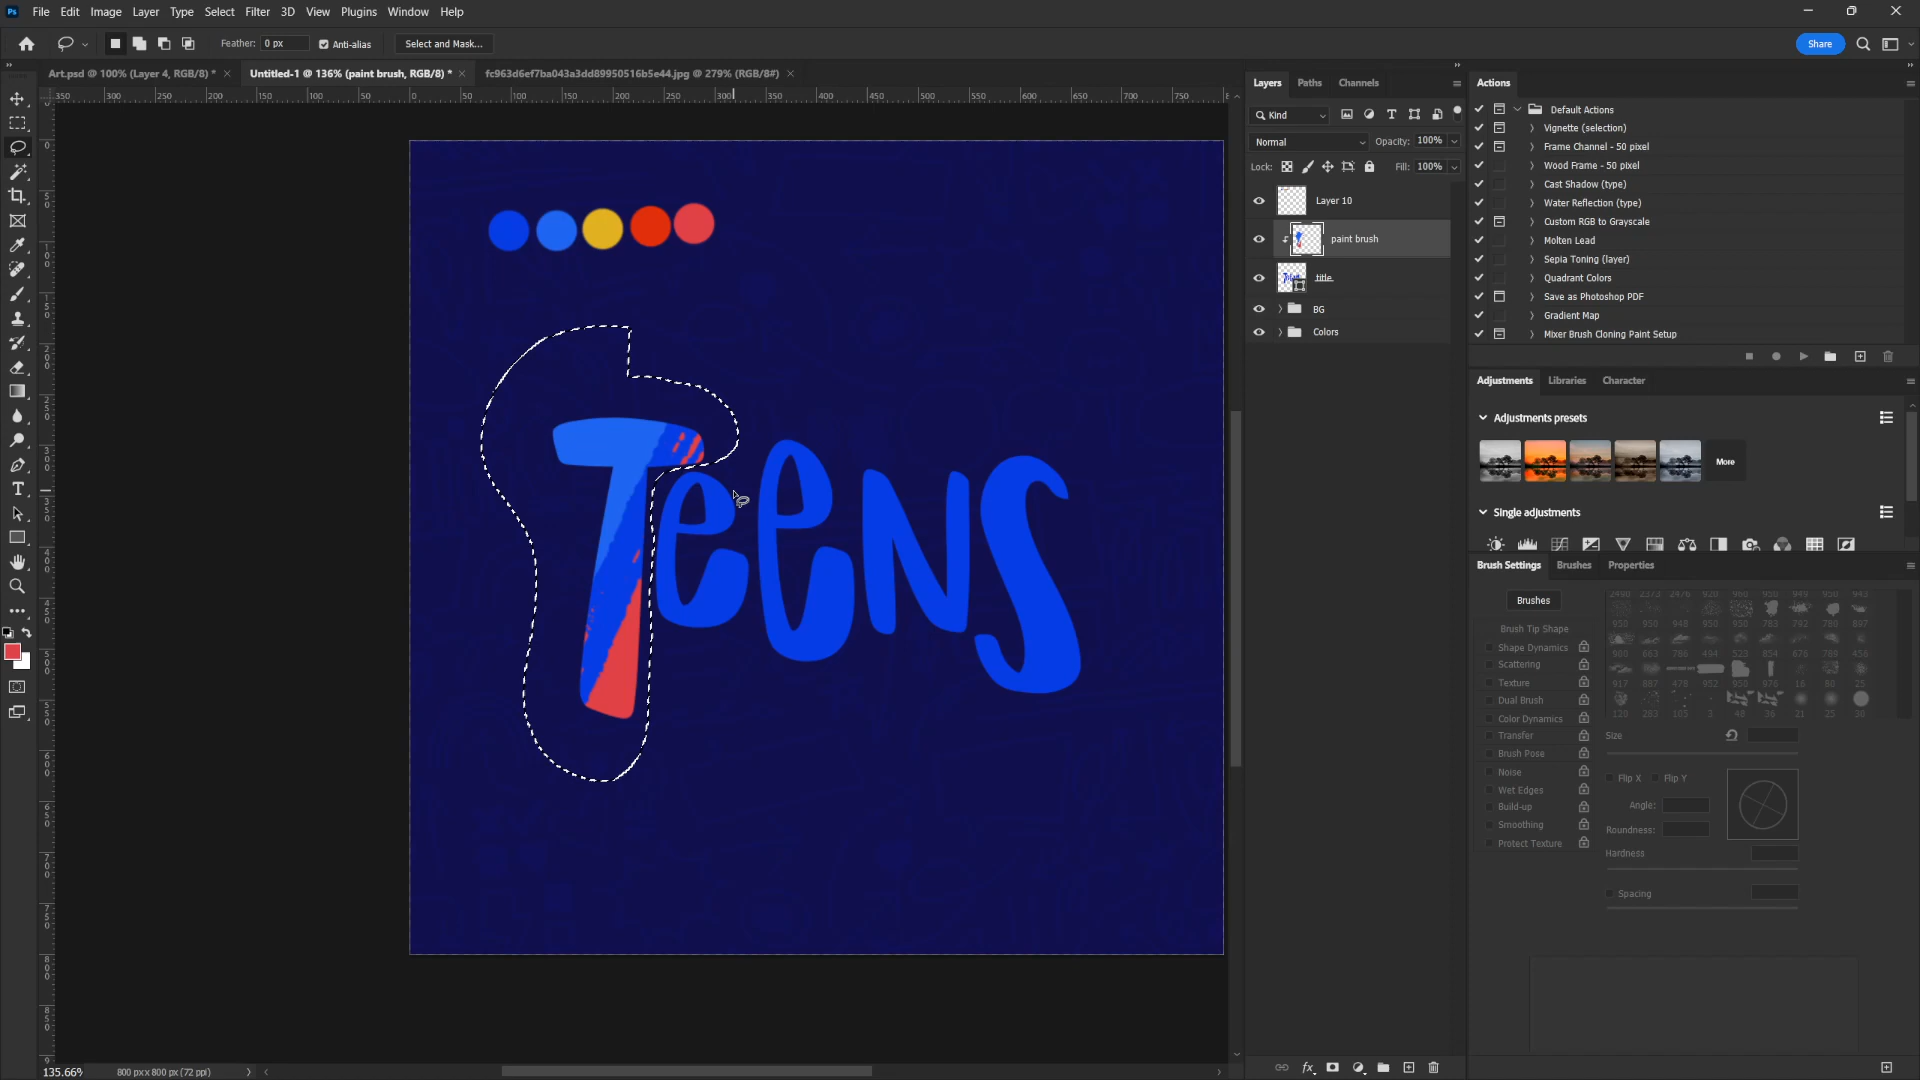 File Edit Image Layer Type Select Filter 3D View Plugins Window Help
Feather: 0 px Anti-alias Select and Mask... Share
Art.psd @ 100% (Layer 4, RGB/8) * Untitled-1 @ 136% (paint brush, RGB/8) * fc963d6ef7ba043a3dd89950516b5e44.jpg @ 279% (RGB/8#)
Teens
135.66% 800 px x 800 px (72 ppi)
Layers Paths Channels
Kind
Normal Opacity: 100%
Lock: Fill: 100%
Layer 10
paint brush
title
BG
Colors
Actions
Default Actions
Vignette (selection)
Frame Channel - 50 pixel
Wood Frame - 50 pixel
Cast Shadow (type)
Water Reflection (type)
Custom RGB to Grayscale
Molten Lead
Sepia Toning (layer)
Quadrant Colors
Save as Photoshop PDF
Gradient Map
Mixer Brush Cloning Paint Setup
Adjustments Libraries Character
Adjustments presets
More
Single adjustments
Brush Settings Brushes Properties
Brushes
Brush Tip Shape
Shape Dynamics
Scattering
Texture
Dual Brush
Color Dynamics
Transfer
Brush Pose
Noise
Wet Edges
Build-up
Smoothing
Protect Texture
Size
Flip X Flip Y
Angle:
Roundness:
Hardness
Spacing